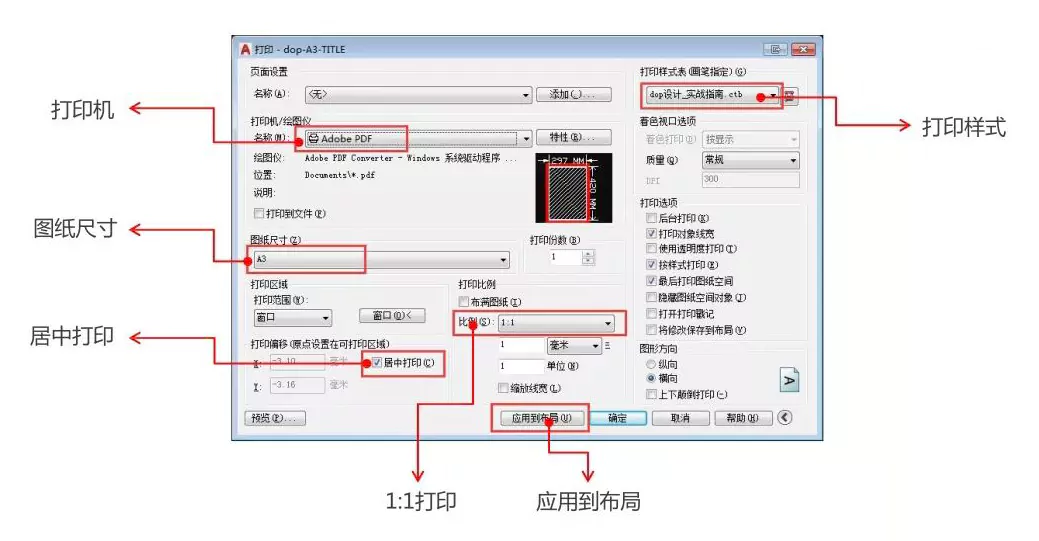 打印 - dop-A3-TITLE
页面设置
名称(A):
<无>
添加(.)...
打印机/绘图仪
名称(M):
Adobe PDF
特性(R)...
绘图仪:
Adobe PDF Converter - Windows 系统驱动程序 ...
位置:
Documents\*.pdf
说明:
打印到文件(F)
297 MM
420 MM
图纸尺寸(Z)
A3
打印份数(B)
1
打印区域
打印范围(W):
窗口
窗口(O)<
打印比例
布满图纸(I)
比例(S):
1:1
1
毫米
1
单位(N)
缩放线宽(L)
打印偏移(原点设置在可打印区域)
X:
-3.10
毫米
居中打印(C)
Y:
-3.16
毫米
预览(P)...
应用到布局(U)
确定
取消
帮助(H)
打印样式表(画笔指定)(G)
dop设计_实战指南.ctb
着色视口选项
着色打印(D)
按显示
质量(Q)
常规
DPI
300
打印选项
后台打印(K)
打印对象线宽
使用透明度打印(T)
按样式打印(E)
最后打印图纸空间
隐藏图纸空间对象(J)
打开打印戳记
将修改保存到布局(V)
图形方向
纵向
横向
上下颠倒打印(-)
A
打印机
图纸尺寸
居中打印
打印样式
1:1打印
应用到布局